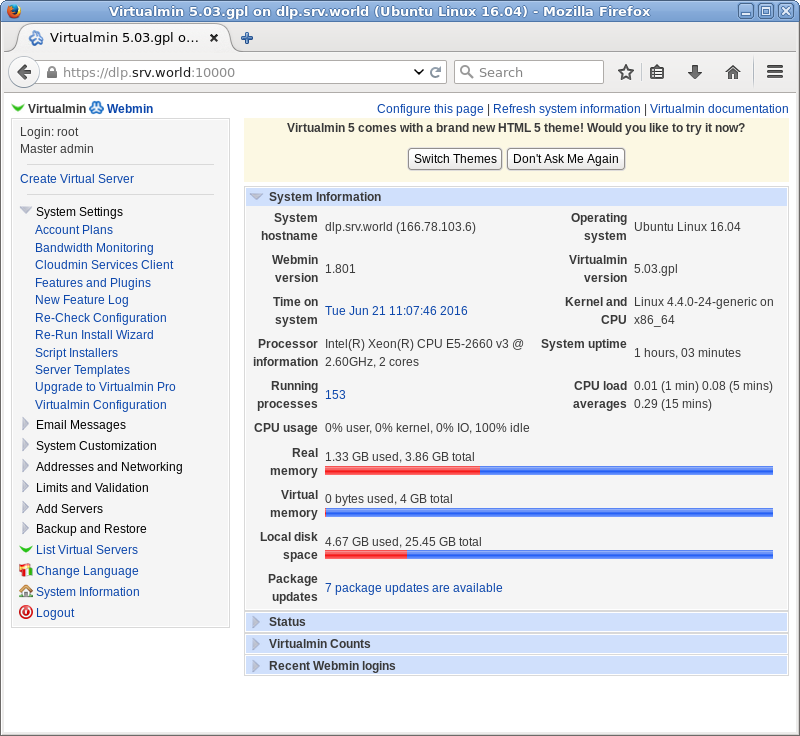 Virtualmin 5.03.gpl on dlp.srv.world (Ubuntu Linux 16.04) - Mozilla Firefox
Virtualmin 5.03.gpl o...
https://dlp.srv.world:10000
Search
Virtualmin Webmin
Login: root
Master admin
Create Virtual Server
System Settings
Account Plans
Bandwidth Monitoring
Cloudmin Services Client
Features and Plugins
New Feature Log
Re-Check Configuration
Re-Run Install Wizard
Script Installers
Server Templates
Upgrade to Virtualmin Pro
Virtualmin Configuration
Email Messages
System Customization
Addresses and Networking
Limits and Validation
Add Servers
Backup and Restore
List Virtual Servers
Change Language
System Information
Logout
Configure this page | Refresh system information | Virtualmin documentation
Virtualmin 5 comes with a brand new HTML 5 theme! Would you like to try it now?
Switch Themes Don't Ask Me Again
System Information
System hostname
dlp.srv.world (166.78.103.6)
Operating system
Ubuntu Linux 16.04
Webmin version
1.801
Virtualmin version
5.03.gpl
Time on system
Tue Jun 21 11:07:46 2016
Kernel and CPU
Linux 4.4.0-24-generic on x86_64
Processor information
Intel(R) Xeon(R) CPU E5-2660 v3 @ 2.60GHz, 2 cores
System uptime
1 hours, 03 minutes
Running processes
153
CPU load averages
0.01 (1 min) 0.08 (5 mins) 0.29 (15 mins)
CPU usage
0% user, 0% kernel, 0% IO, 100% idle
Real memory
1.33 GB used, 3.86 GB total
Virtual memory
0 bytes used, 4 GB total
Local disk space
4.67 GB used, 25.45 GB total
Package updates
7 package updates are available
Status
Virtualmin Counts
Recent Webmin logins